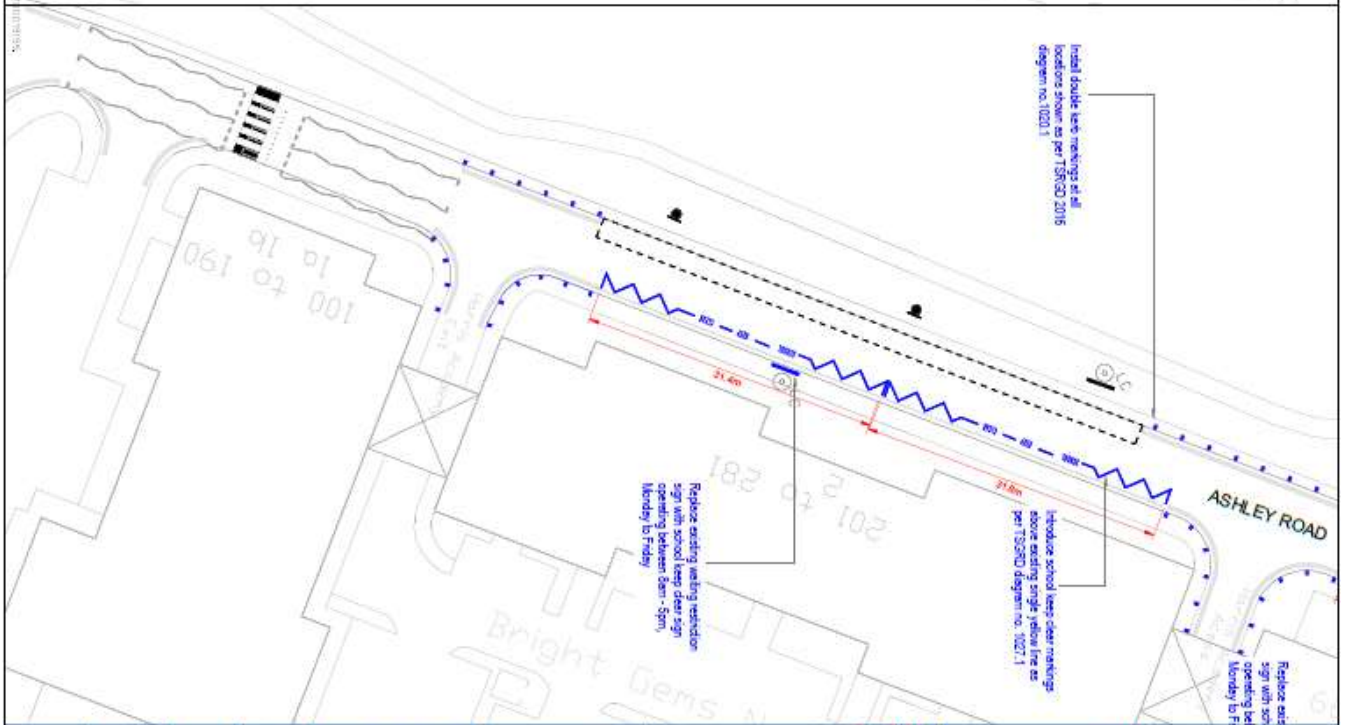 Install double kerb markings at all
locations shown as per TSRGD 2016
diagram no.1020.1
ASHLEY ROAD
100 to 190
1a 1b
21.4m
21.6m
201 to 281
2
Introduce school keep clear markings
above existing single yellow line as
per TSGRD diagram no. 1027.1
Replace existing waiting restriction
sign with school keep clear sign
operating between 8am - 5pm,
Monday to Friday
Replace exis
sign with sch
operating be
Monday to F
Bright Gems N